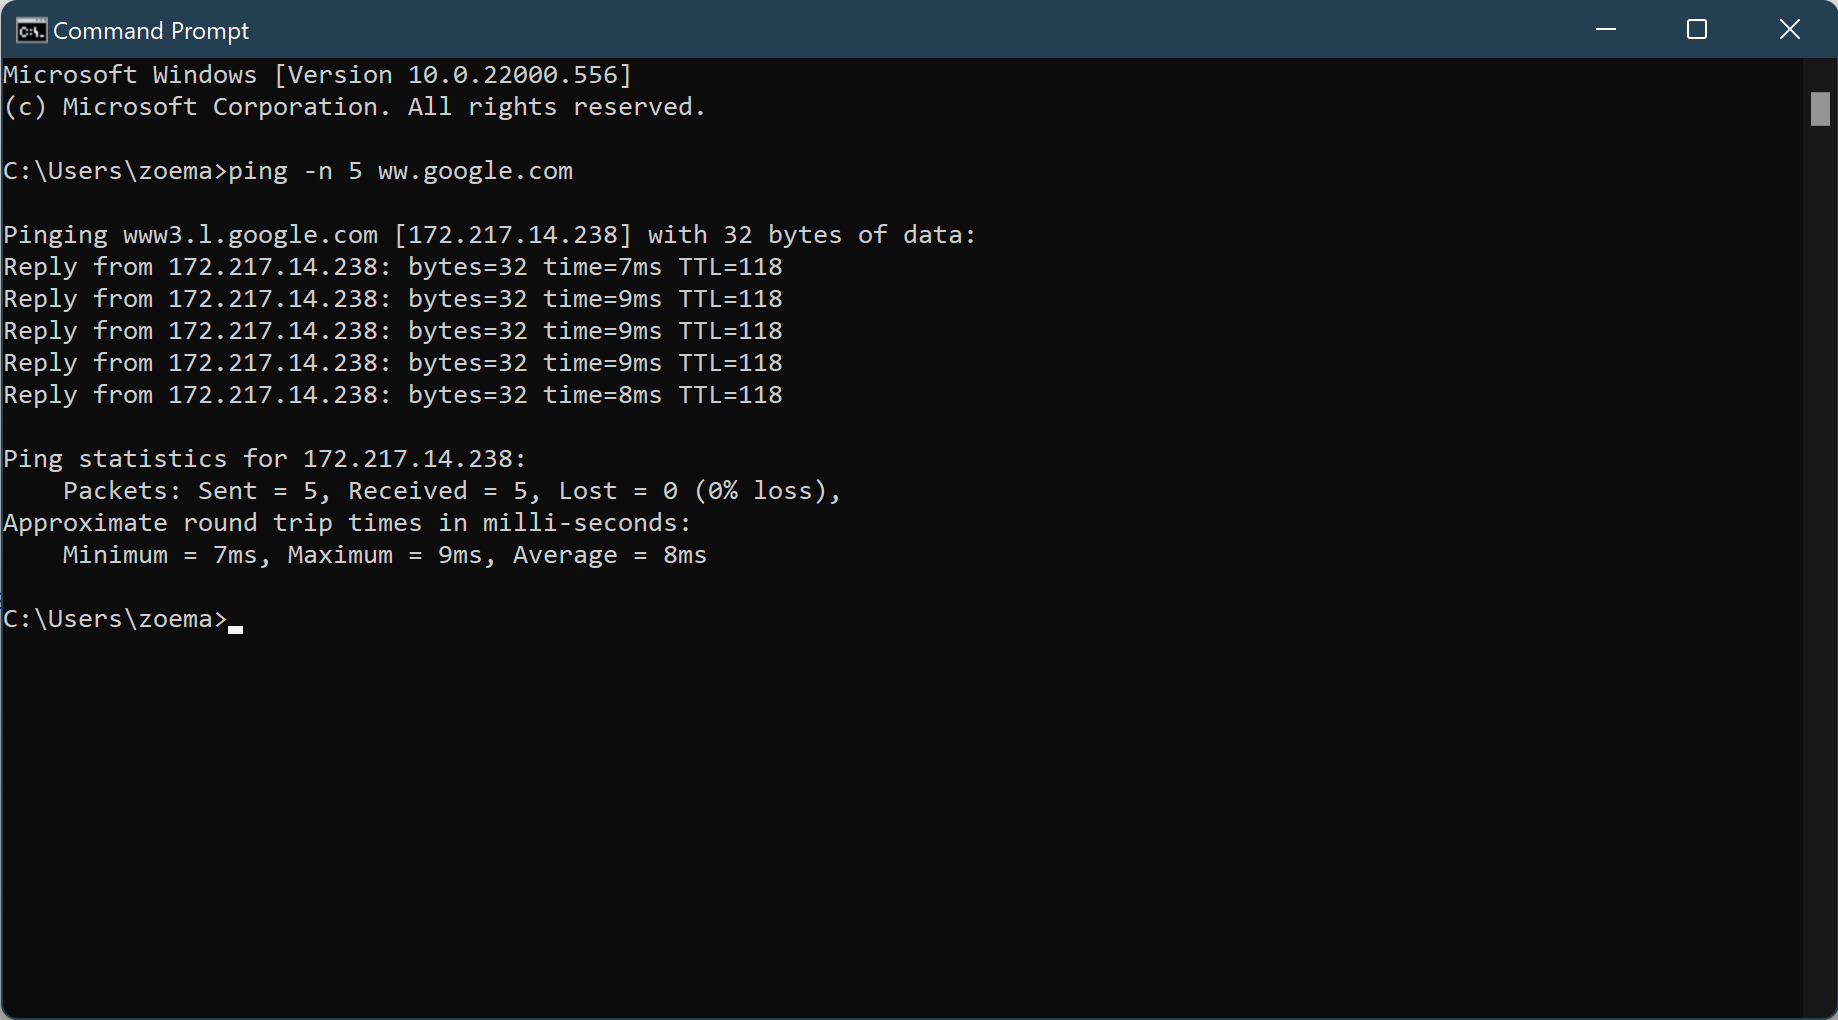 Command Prompt
Microsoft Windows [Version 10.0.22000.556]
(c) Microsoft Corporation. All rights reserved.
C:\Users\zoema>ping -n 5 ww.google.com
Pinging www3.l.google.com [172.217.14.238] with 32 bytes of data:
Reply from 172.217.14.238: bytes=32 time=7ms TTL=118
Reply from 172.217.14.238: bytes=32 time=9ms TTL=118
Reply from 172.217.14.238: bytes=32 time=9ms TTL=118
Reply from 172.217.14.238: bytes=32 time=9ms TTL=118
Reply from 172.217.14.238: bytes=32 time=8ms TTL=118
Ping statistics for 172.217.14.238:
    Packets: Sent = 5, Received = 5, Lost = 0 (0% loss),
Approximate round trip times in milli-seconds:
    Minimum = 7ms, Maximum = 9ms, Average = 8ms
C:\Users\zoema>